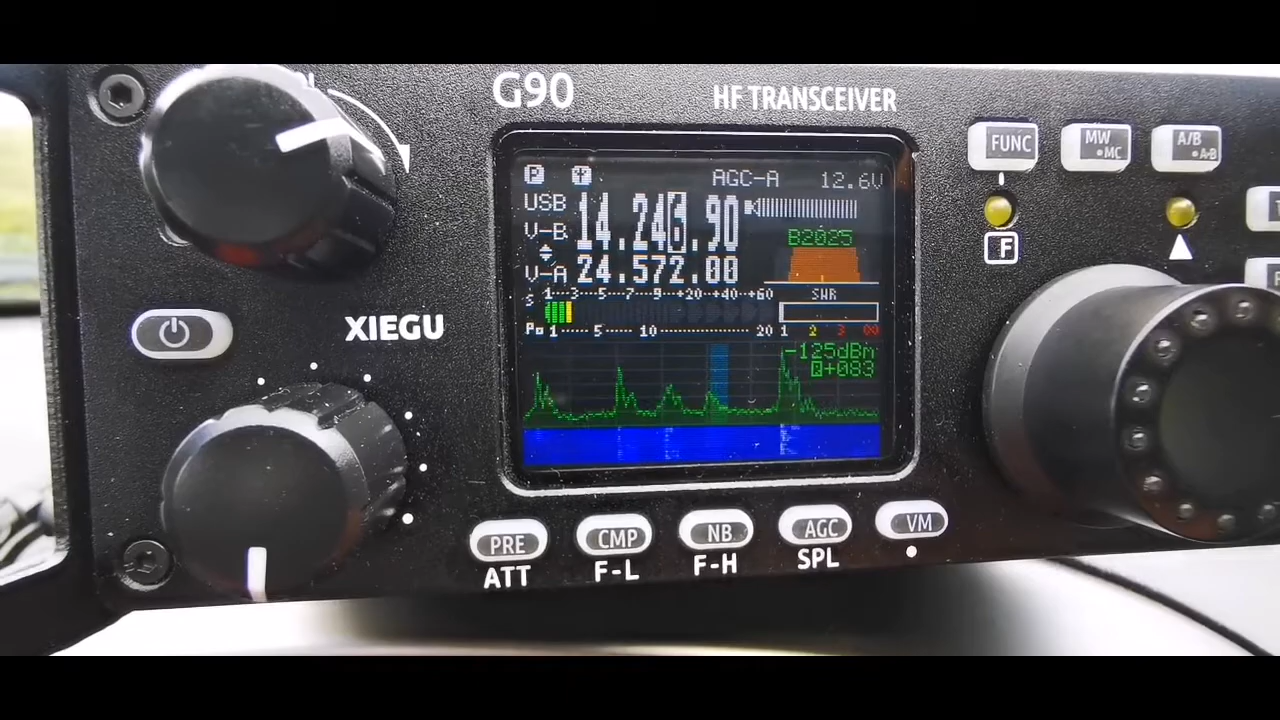 G90
HF TRANSCEIVER
FUNC
MW
•MC
A/B
•A-B
P
AGC-A
12.6V
USB
14.246.90
V-B
B2025
V-A
24.572.00
S
1 3 5 7 9 +20 +40 +60
SWR
Po 1 5 10 20
1 2 3 ∞
F
XIEGU
-125dBm
R+083
PRE
CMP
NB
AGC
VM
ATT
F-L
F-H
SPL